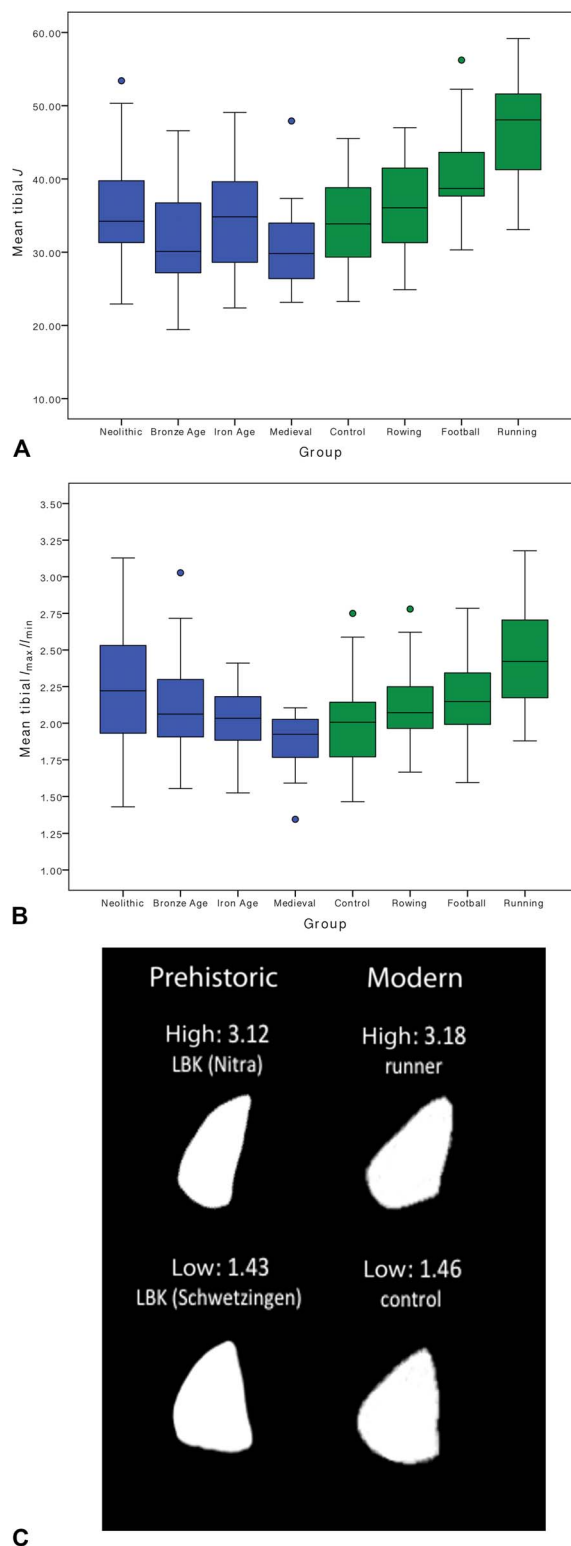 60.00
50.00
40.00
30.00
20.00
10.00
Mean tibial J
Neolithic Bronze Age Iron Age Medieval Control Rowing Football Running
Group
A
3.50
3.25
3.00
2.75
2.50
2.25
2.00
1.75
1.50
1.25
1.00
Mean tibial Imax/Imin
Neolithic Bronze Age Iron Age Medieval Control Rowing Football Running
Group
B
Prehistoric Modern
High: 3.12 High: 3.18
LBK (Nitra) runner
Low: 1.43 Low: 1.46
LBK (Schwetzingen) control
C